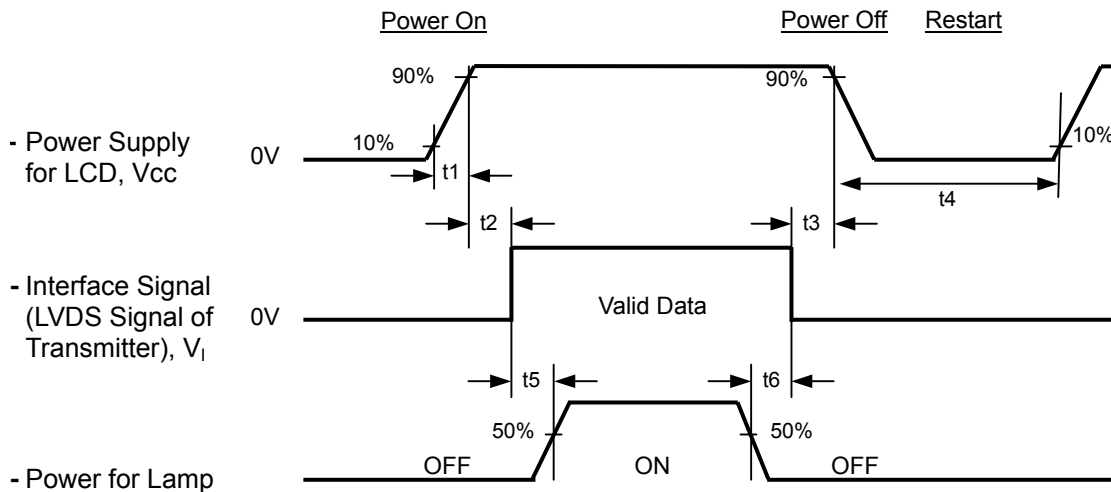 Power On
Power Off
Restart
90%
90%
- Power Supply
for LCD, Vcc
0V
10%
10%
t1
t4
t2
t3
- Interface Signal
(LVDS Signal of
Transmitter), VI
0V
Valid Data
t5
t6
50%
50%
- Power for Lamp
OFF
ON
OFF